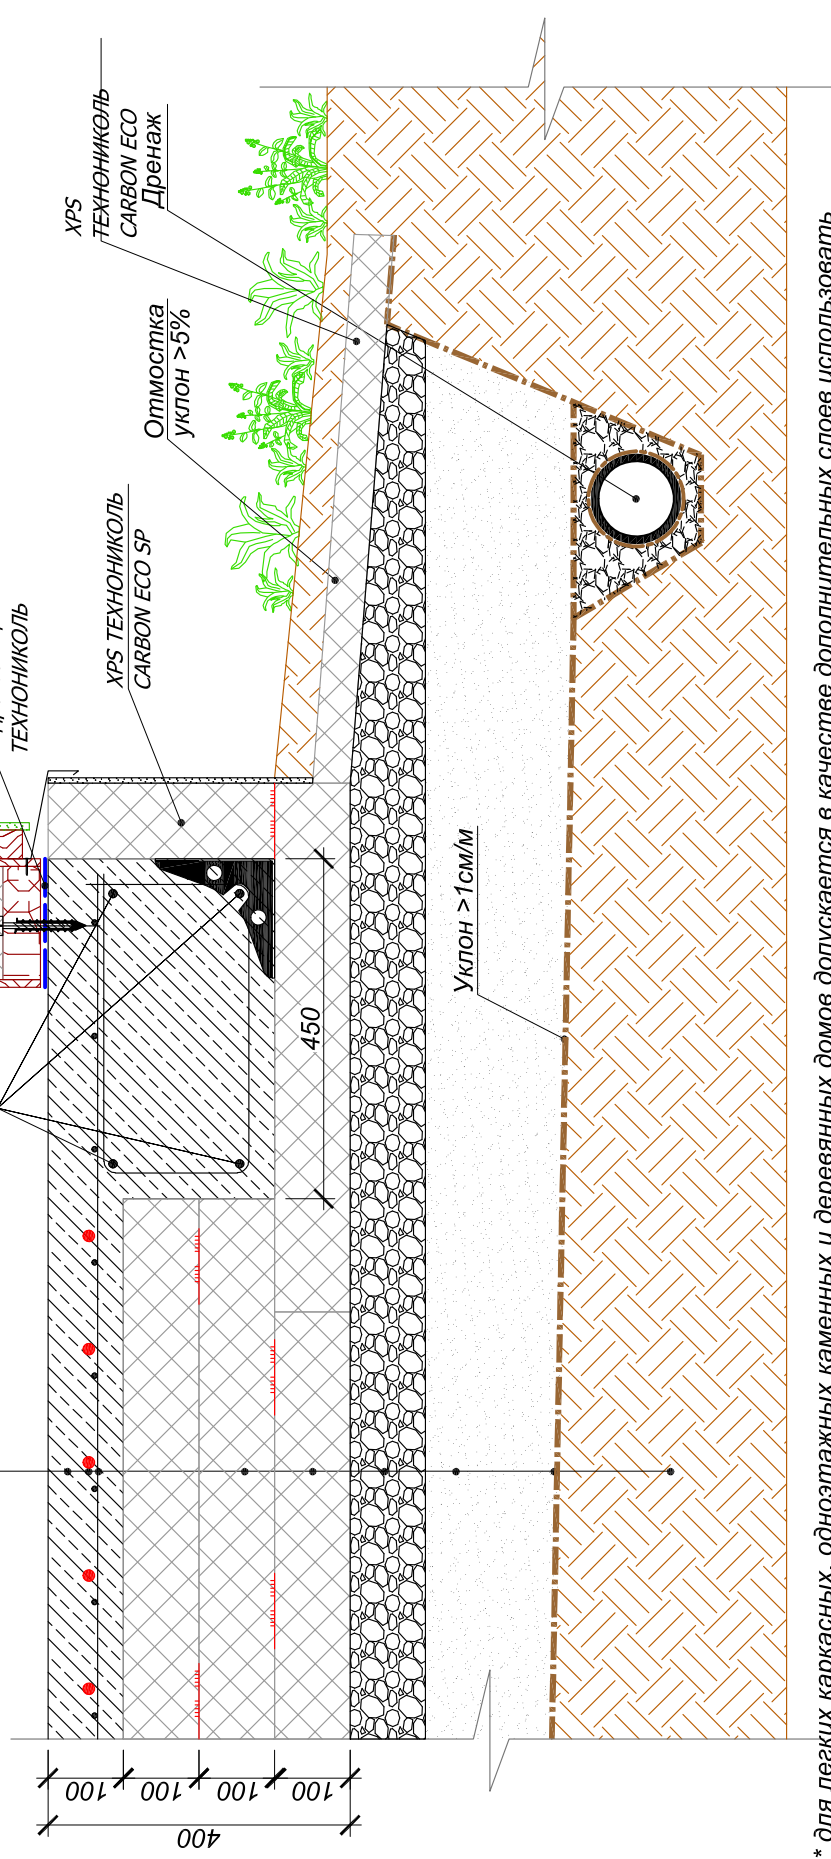 ТЕХНОНИКОЛЬ
XPS ТЕХНОНИКОЛЬ
CARBON ECO SP
Отмостка
уклон >5%
XPS
ТЕХНОНИКОЛЬ
CARBON ECO
Дренаж
450
Уклон >1см/м
100
100
100
100
400
* для легких каркасных, одноэтажных каменных и деревянных домов допускается в качестве дополнительных слоев использовать